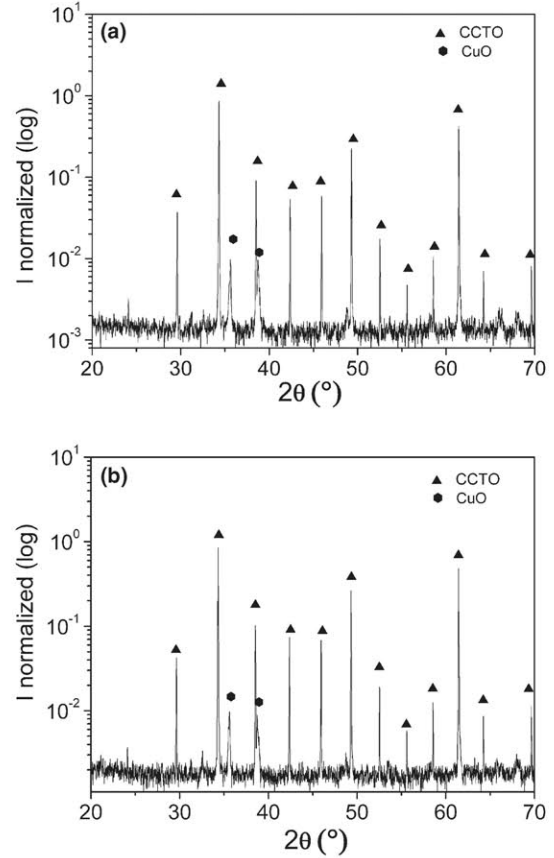 (a)
▲ CCTO
⬢ CuO
I normalized (log)
10¹
10⁰
10⁻¹
10⁻²
10⁻³
20 30 40 50 60 70
2θ (°)
(b)
▲ CCTO
⬢ CuO
I normalized (log)
10¹
10⁰
10⁻¹
10⁻²
20 30 40 50 60 70
2θ (°)